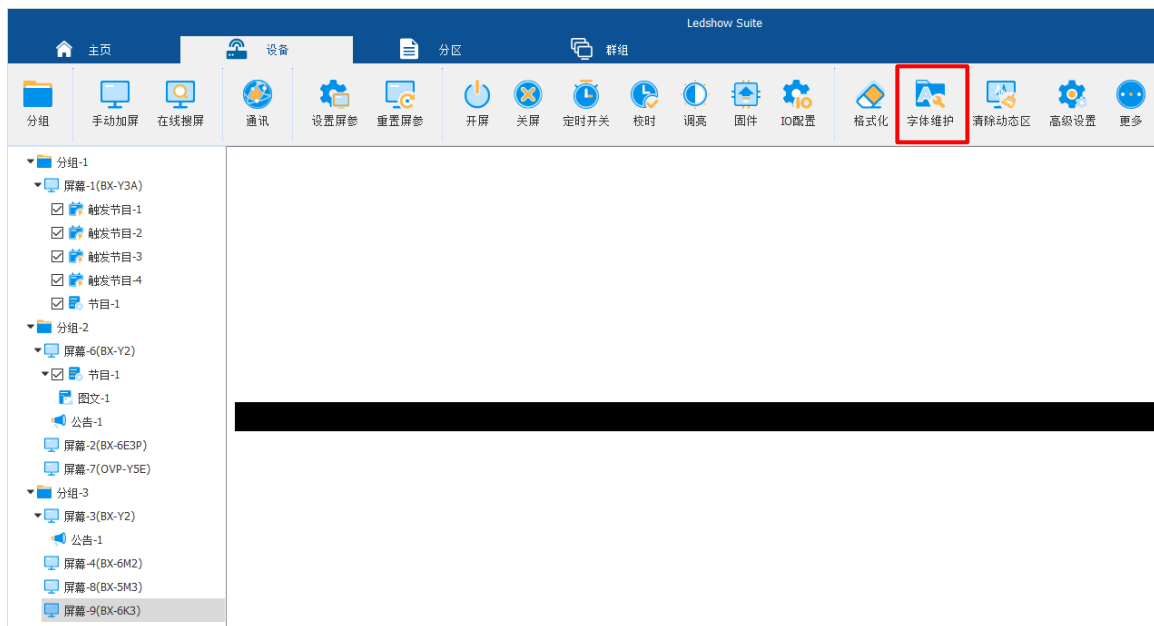 Ledshow Suite
主页 设备 分区 群组
分组 手动加屏 在线搜屏 通讯 设置屏参 重置屏参 开屏 关屏 定时开关 校时 调亮 固件 IO配置 格式化 字体维护 清除动态区 高级设置 更多
分组-1
屏幕-1(BX-Y3A)
触发节目-1
触发节目-2
触发节目-3
触发节目-4
节目-1
分组-2
屏幕-6(BX-Y2)
节目-1
图文-1
公告-1
屏幕-2(BX-6E3P)
屏幕-7(OVP-Y5E)
分组-3
屏幕-3(BX-Y2)
公告-1
屏幕-4(BX-6M2)
屏幕-8(BX-5M3)
屏幕-9(BX-6K3)